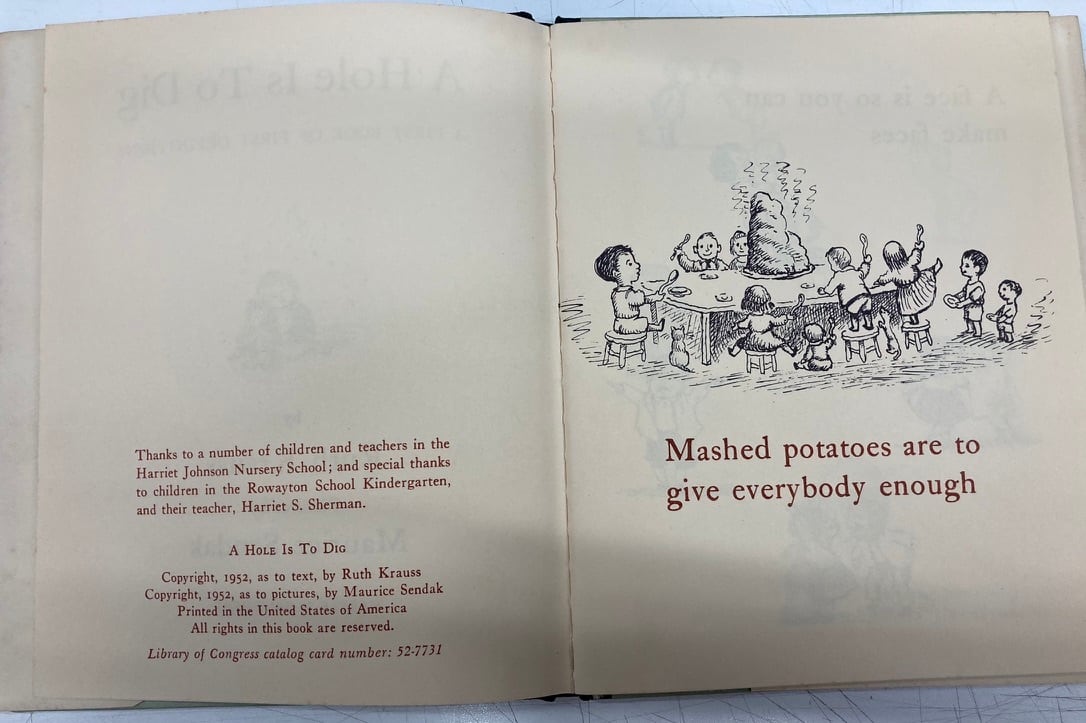 Thanks to a number of children and teachers in the
Harriet Johnson Nursery School; and special thanks
to children in the Rowayton School Kindergarten,
and their teacher, Harriet S. Sherman.
A Hole Is To Dig
Copyright, 1952, as to text, by Ruth Krauss
Copyright, 1952, as to pictures, by Maurice Sendak
Printed in the United States of America
All rights in this book are reserved.
Library of Congress catalog card number: 52-7731
Mashed potatoes are to
give everybody enough